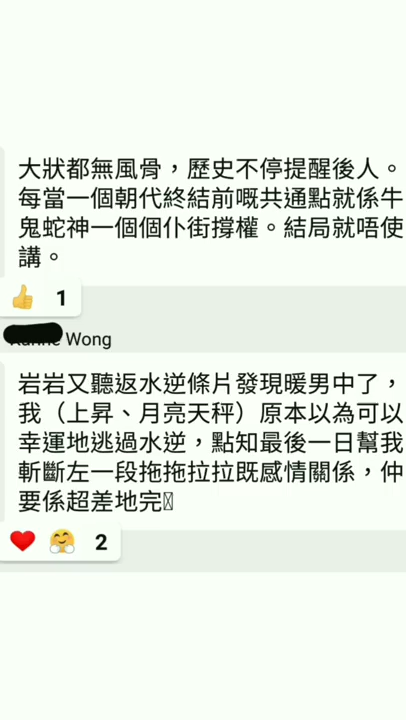 大狀都無風骨，歷史不停提醒後人。
每當一個朝代終結前嘅共通點就係牛
鬼蛇神一個個仆街撐權。結局就唔使
講。
1
Wong
岩岩又聽返水逆條片發現暖男中了，
我（上昇、月亮天秤）原本以為可以
幸運地逃過水逆，點知最後一日幫我
斬斷左一段拖拖拉拉既感情關係，仲
要係超差地完
2